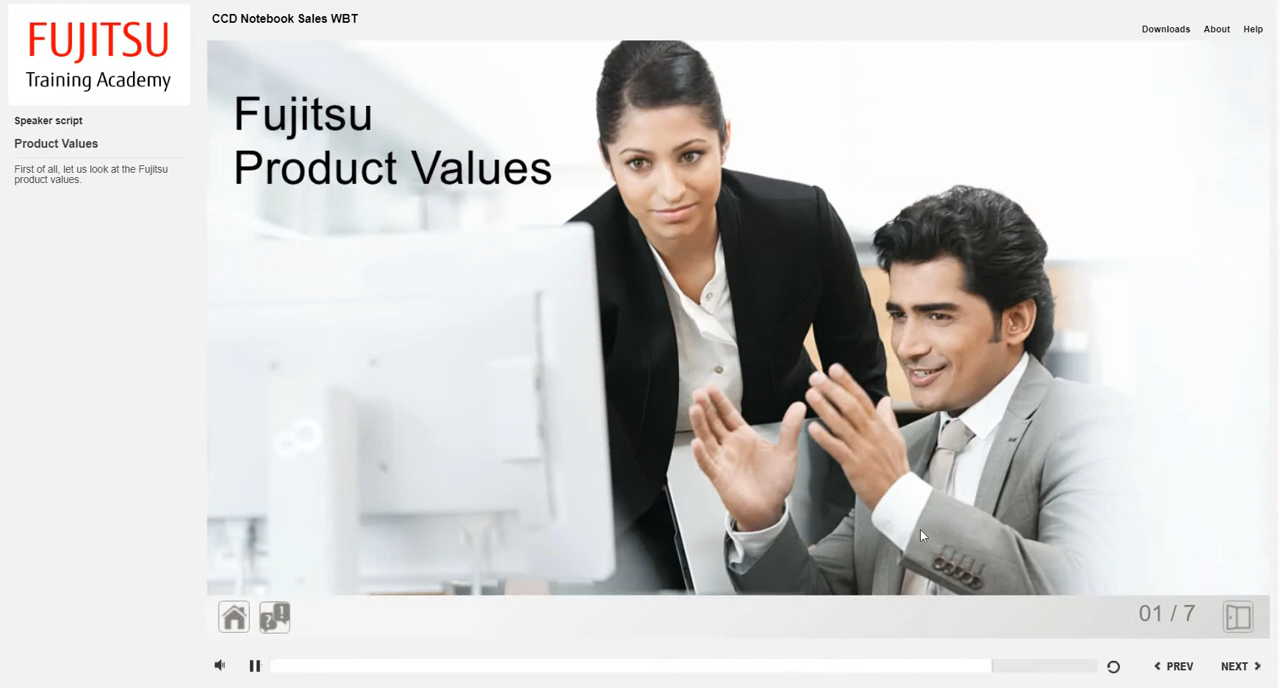 FUJITSU
Training Academy
CCD Notebook Sales WBT
Downloads About Help
Speaker script
Product Values
First of all, let us look at the Fujitsu
product values.
Fujitsu
Product Values
01 / 7
PREV NEXT